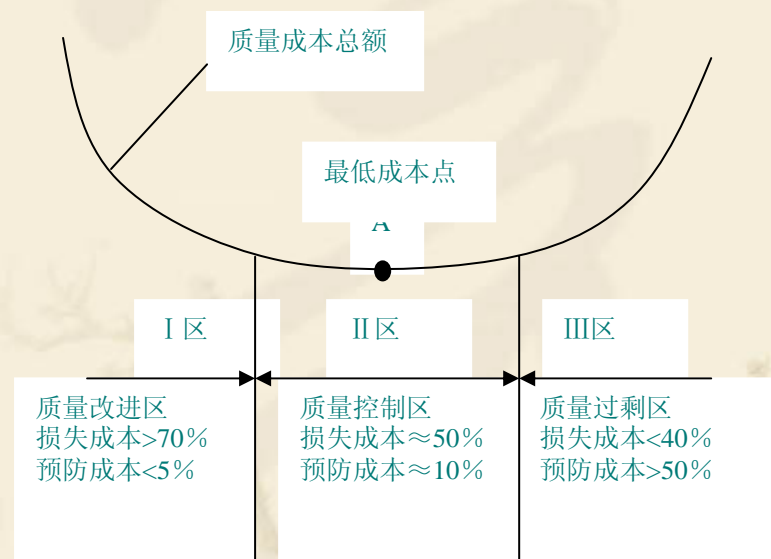 质量成本总额
最低成本点
A
Ⅰ区
Ⅱ区
Ⅲ区
质量改进区
损失成本>70%
预防成本<5%
质量控制区
损失成本≈50%
预防成本≈10%
质量过剩区
损失成本<40%
预防成本>50%